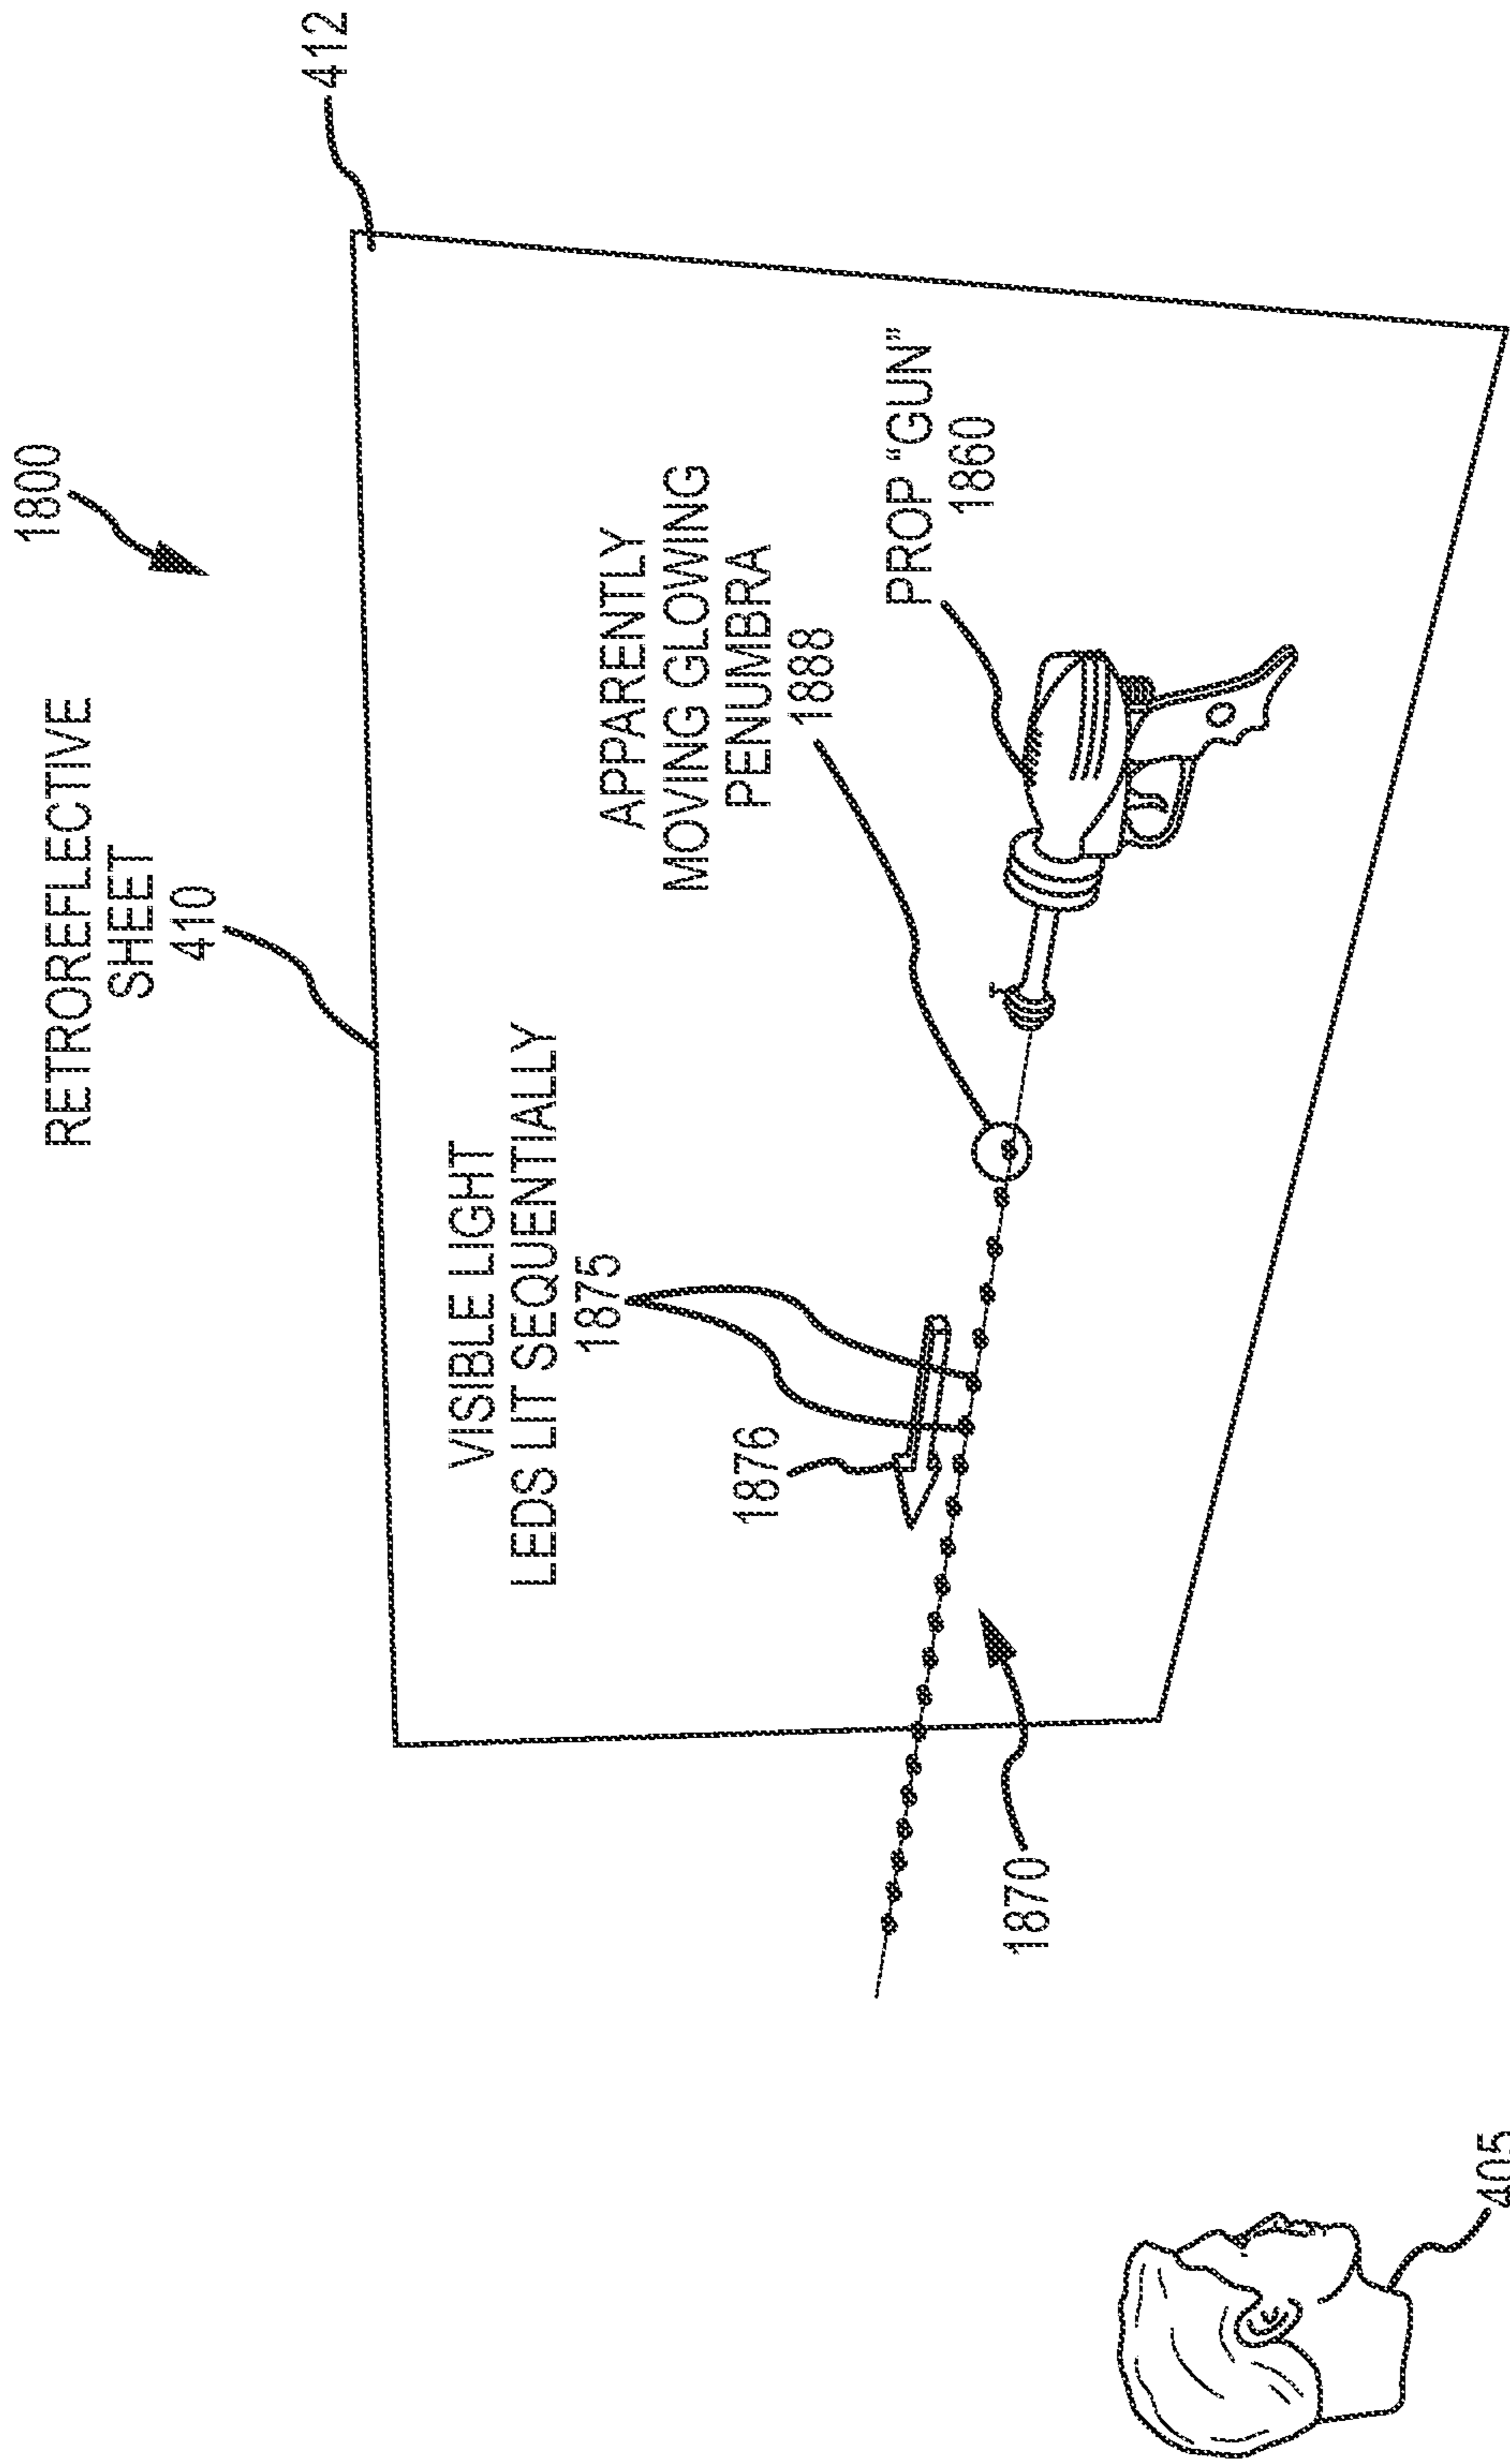 1800
RETROREFLECTIVE
SHEET
410
412
VISIBLE LIGHT
LEDS LIT SEQUENTIALLY
1875
APPARENTLY
MOVING GLOWING
PENUMBRA
1888
1876
PROP "GUN"
1860
1870
405